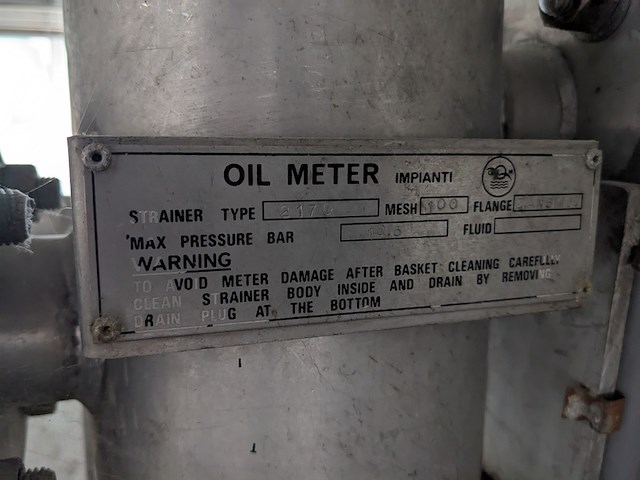 OIL METER IMPIANTI
STRAINER TYPE MESH 100 FLANGE
MAX PRESSURE BAR FLUID
WARNING
TO AVOID METER DAMAGE AFTER BASKET CLEANING CAREFULLY
CLEAN STRAINER BODY INSIDE AND DRAIN BY REMOVING
DRAIN PLUG AT THE BOTTOM